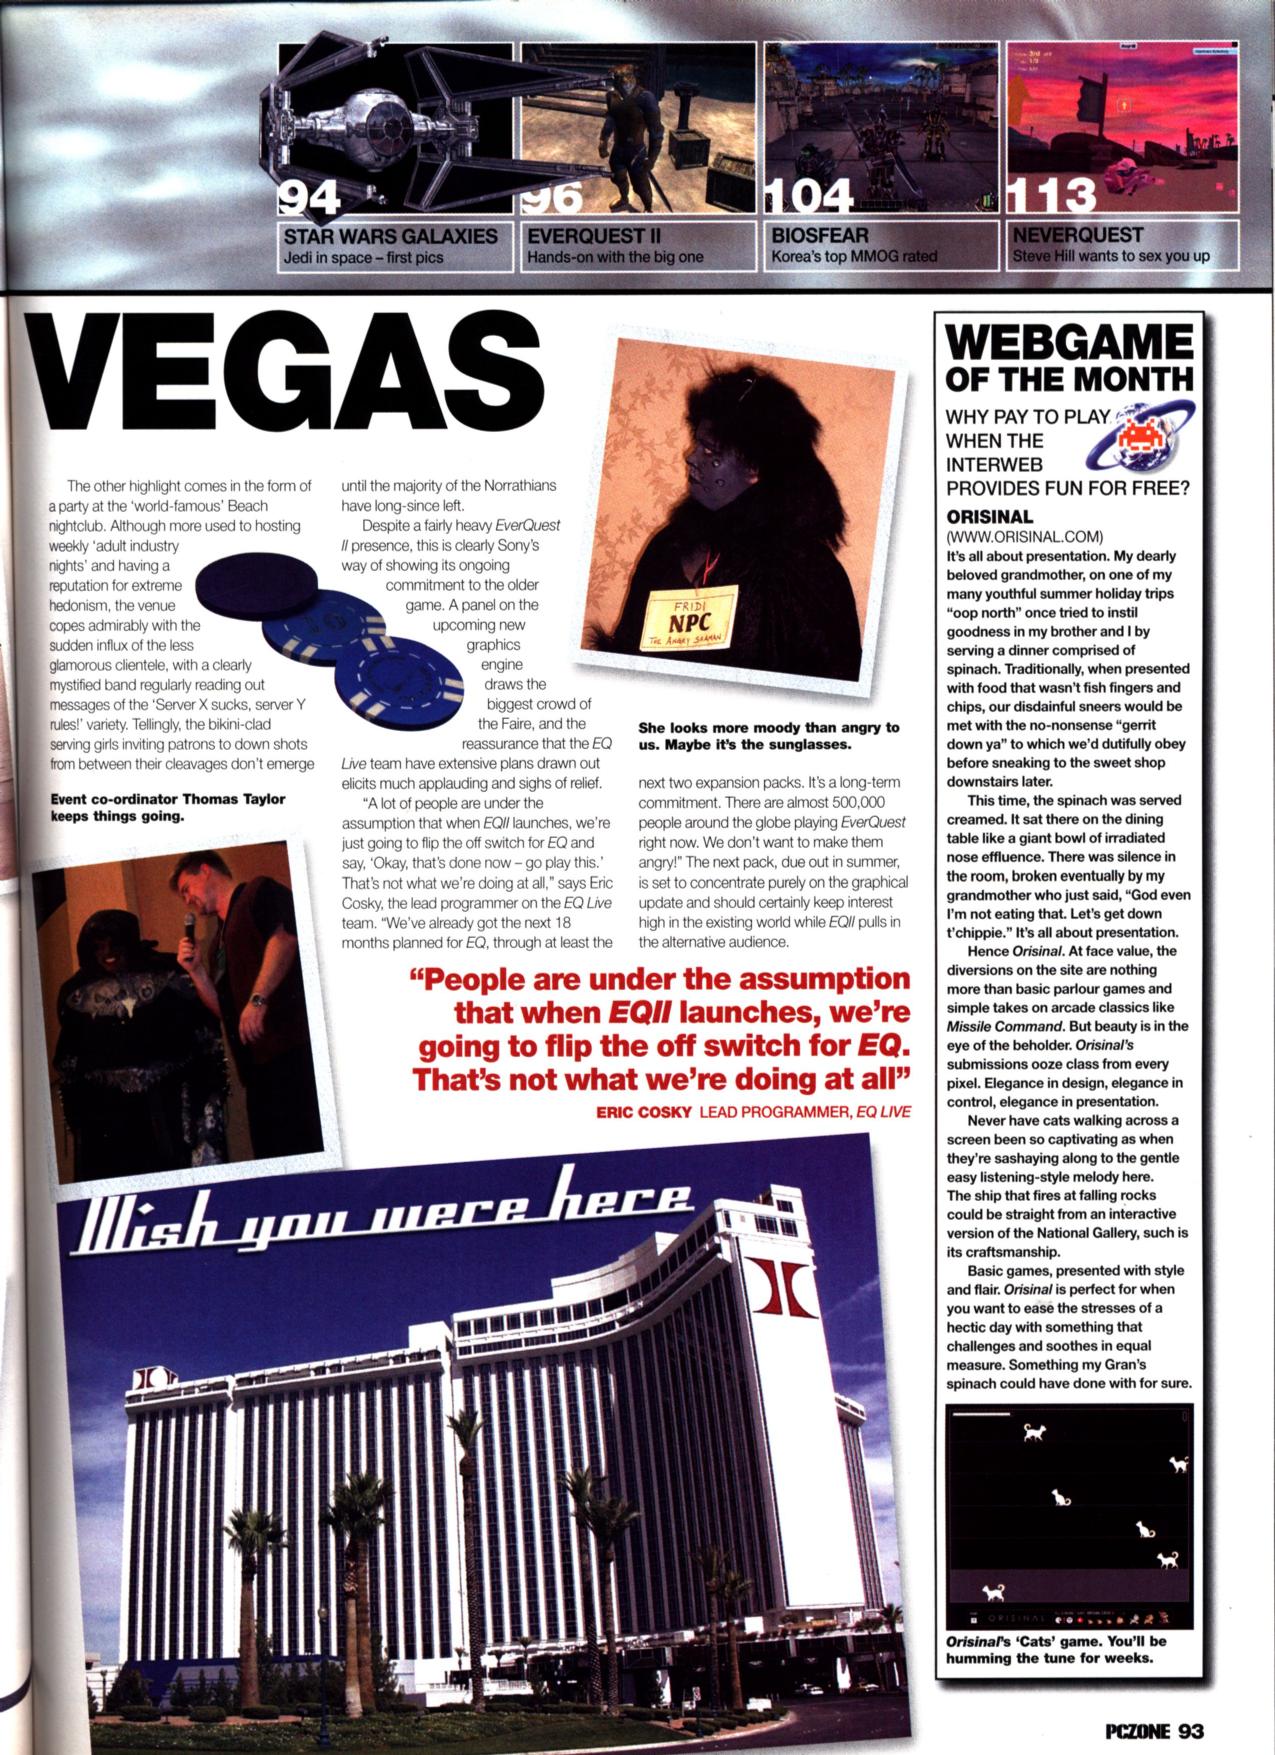 94
STAR WARS GALAXIES
Jedi in space – first pics
96
EVERQUEST II
Hands-on with the big one
104
BIOSFEAR
Korea's top MMOG rated
113
NEVERQUEST
Steve Hill wants to sex you up
VEGAS
The other highlight comes in the form of
a party at the 'world-famous' Beach
nightclub. Although more used to hosting
weekly 'adult industry
nights' and having a
reputation for extreme
hedonism, the venue
copes admirably with the
sudden influx of the less
glamorous clientele, with a clearly
mystified band regularly reading out
messages of the 'Server X sucks, server Y
rules!' variety. Tellingly, the bikini-clad
serving girls inviting patrons to down shots
from between their cleavages don't emerge
Event co-ordinator Thomas Taylor
keeps things going.
until the majority of the Norrathians
have long-since left.
Despite a fairly heavy EverQuest
II presence, this is clearly Sony's
way of showing its ongoing
commitment to the older
game. A panel on the
upcoming new
graphics
engine
draws the
biggest crowd of
the Faire, and the
reassurance that the EQ
Live team have extensive plans drawn out
elicits much applauding and sighs of relief.
"A lot of people are under the
assumption that when EQII launches, we're
just going to flip the off switch for EQ and
say, 'Okay, that's done now – go play this.'
That's not what we're doing at all," says Eric
Cosky, the lead programmer on the EQ Live
team. "We've already got the next 18
months planned for EQ, through at least the
FRIDI
NPC
THE ANGRY SEAMAN
She looks more moody than angry to
us. Maybe it's the sunglasses.
next two expansion packs. It's a long-term
commitment. There are almost 500,000
people around the globe playing EverQuest
right now. We don't want to make them
angry!" The next pack, due out in summer,
is set to concentrate purely on the graphical
update and should certainly keep interest
high in the existing world while EQII pulls in
the alternative audience.
"People are under the assumption
that when EQII launches, we're
going to flip the off switch for EQ.
That's not what we're doing at all"
ERIC COSKY LEAD PROGRAMMER, EQ LIVE
Wish you were here
WEBGAME
OF THE MONTH
WHY PAY TO PLAY
WHEN THE
INTERWEB
PROVIDES FUN FOR FREE?
ORISINAL
(WWW.ORISINAL.COM)
It's all about presentation. My dearly
beloved grandmother, on one of my
many youthful summer holiday trips
"oop north" once tried to instil
goodness in my brother and I by
serving a dinner comprised of
spinach. Traditionally, when presented
with food that wasn't fish fingers and
chips, our disdainful sneers would be
met with the no-nonsense "gerrit
down ya" to which we'd dutifully obey
before sneaking to the sweet shop
downstairs later.
This time, the spinach was served
creamed. It sat there on the dining
table like a giant bowl of irradiated
nose effluence. There was silence in
the room, broken eventually by my
grandmother who just said, "God even
I'm not eating that. Let's get down
t'chippie." It's all about presentation.
Hence Orisinal. At face value, the
diversions on the site are nothing
more than basic parlour games and
simple takes on arcade classics like
Missile Command. But beauty is in the
eye of the beholder. Orisinal's
submissions ooze class from every
pixel. Elegance in design, elegance in
control, elegance in presentation.
Never have cats walking across a
screen been so captivating as when
they're sashaying along to the gentle
easy listening-style melody here.
The ship that fires at falling rocks
could be straight from an interactive
version of the National Gallery, such is
its craftsmanship.
Basic games, presented with style
and flair. Orisinal is perfect for when
you want to ease the stresses of a
hectic day with something that
challenges and soothes in equal
measure. Something my Gran's
spinach could have done with for sure.
ORISINAL
Orisinal's 'Cats' game. You'll be
humming the tune for weeks.
PCZONE 93